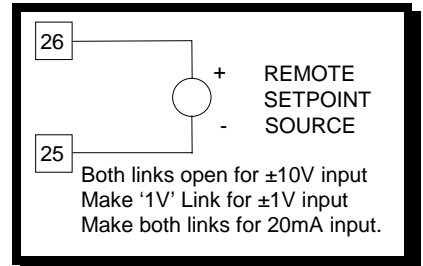 26
+ REMOTE
SETPOINT
- SOURCE
25
Both links open for ±10V input
Make ‘1V’ Link for ±1V input
Make both links for 20mA input.